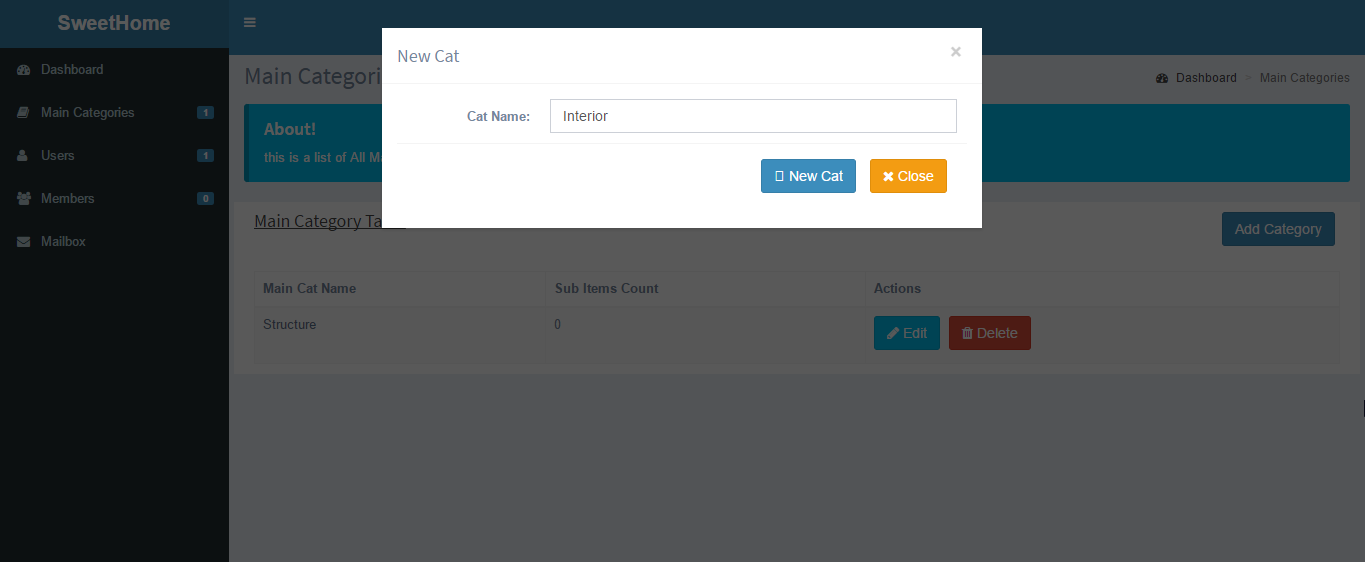 SweetHome
Dashboard
Main Categories 1
Users 1
Members 0
Mailbox
New Cat ×
Cat Name: Interior
New Cat
Close
Main Categori
Dashboard > Main Categories
About!
this is a list of All M
Main Category Ta
Add Category
Main Cat Name Sub Items Count Actions
Structure 0 Edit Delete